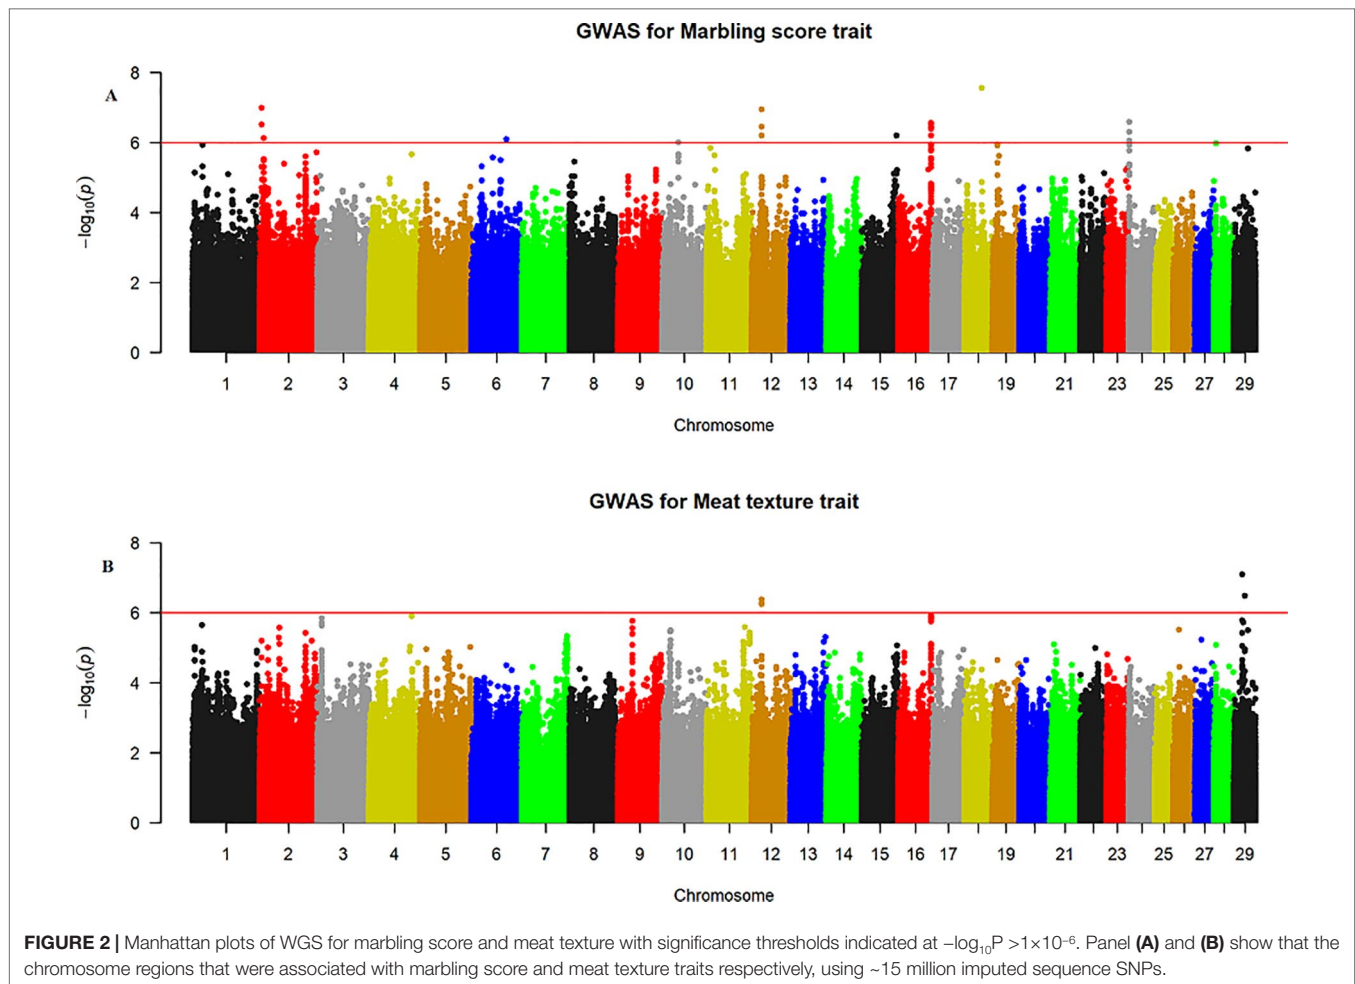 GWAS for Marbling score trait
A
8
6
4
2
0
−log10(p)
1 2 3 4 5 6 7 8 9 10 11 12 13 14 15 16 17 19 21 23 25 27 29
Chromosome
GWAS for Meat texture trait
B
8
6
4
2
0
−log10(p)
1 2 3 4 5 6 7 8 9 10 11 12 13 14 15 16 17 19 21 23 25 27 29
Chromosome
FIGURE 2 | Manhattan plots of WGS for marbling score and meat texture with significance thresholds indicated at −log10P >1×10−6. Panel (A) and (B) show that the
chromosome regions that were associated with marbling score and meat texture traits respectively, using ~15 million imputed sequence SNPs.